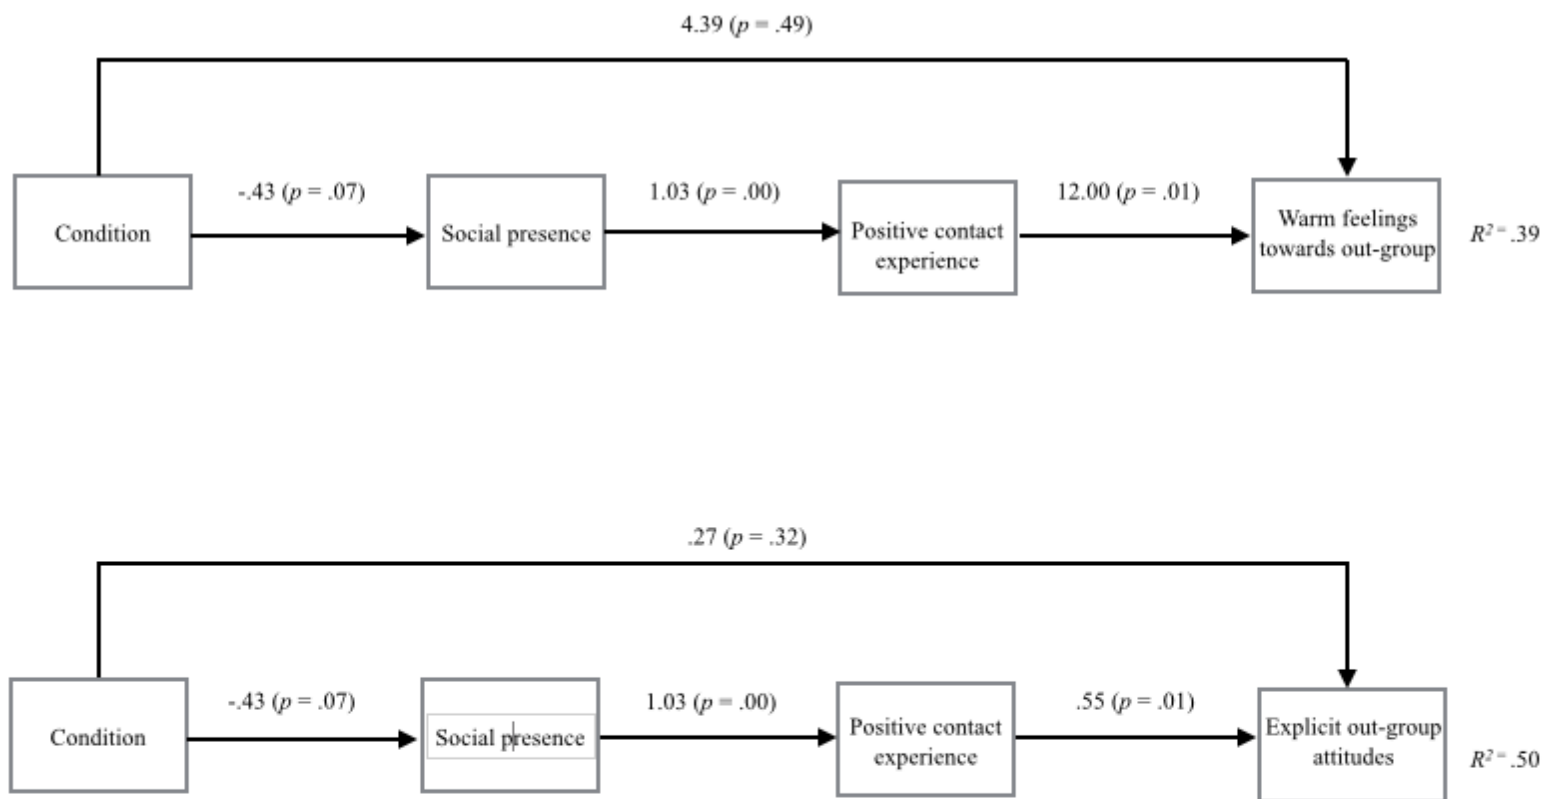 4.39 (p = .49)
-.43 (p = .07)
1.03 (p = .00)
12.00 (p = .01)
Condition
Social presence
Positive contact
experience
Warm feelings
towards out-group
R² = .39
.27 (p = .32)
-.43 (p = .07)
1.03 (p = .00)
.55 (p = .01)
Condition
Social presence
Positive contact
experience
Explicit out-group
attitudes
R² = .50